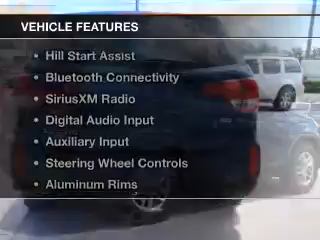 VEHICLE FEATURES
• Hill Start Assist
• Bluetooth Connectivity
• SiriusXM Radio
• Digital Audio Input
• Auxiliary Input
• Steering Wheel Controls
• Aluminum Rims